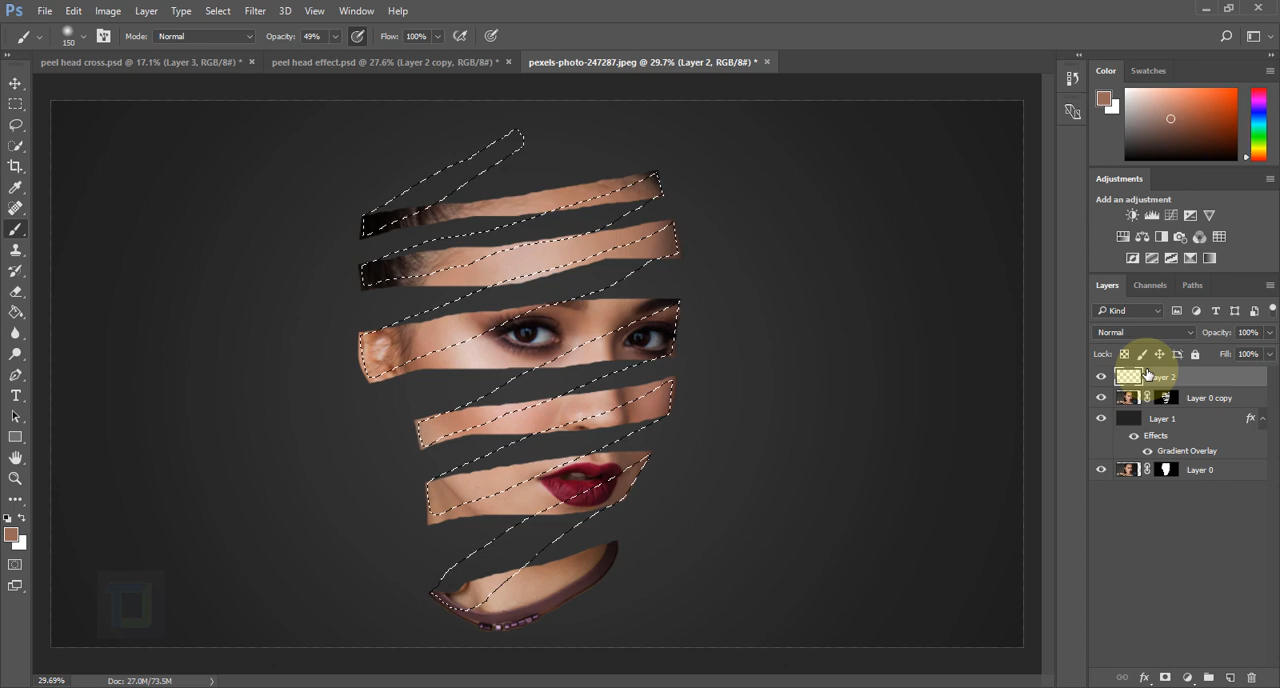 Ps File Edit Image Layer Type Select Filter 3D View Window Help
150 Mode: Normal Opacity: 49% Flow: 100%
peel head cross.psd @ 17.1% (Layer 3, RGB/8#) * × peel head effect.psd @ 27.6% (Layer 2 copy, RGB/8#) * × pexels-photo-247287.jpeg @ 29.7% (Layer 2, RGB/8#) * ×
Color Swatches
Adjustments
Add an adjustment
Layers Channels Paths
Kind
Normal Opacity: 100%
Lock: Fill: 100%
Layer 2
Layer 0 copy
Layer 1 fx
Effects
Gradient Overlay
Layer 0
29.69% Doc: 27.0M/73.5M